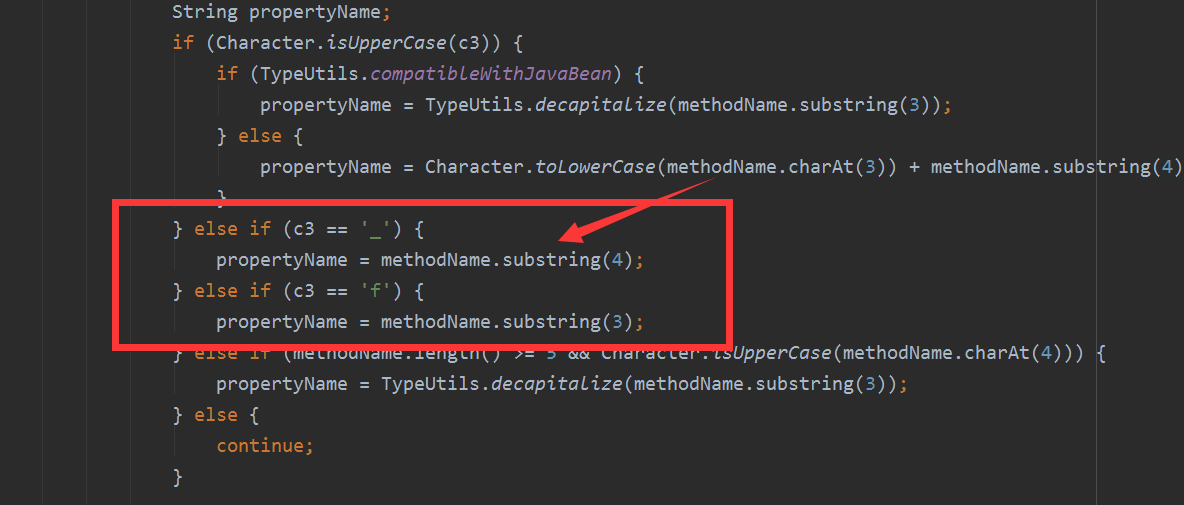 String propertyName;
if (Character.isUpperCase(c3)) {
if (TypeUtils.compatibleWithJavaBean) {
propertyName = TypeUtils.decapitalize(methodName.substring(3));
} else {
propertyName = Character.toLowerCase(methodName.charAt(3)) + methodName.substring(4)
}
} else if (c3 == '_') {
propertyName = methodName.substring(4);
} else if (c3 == 'f') {
propertyName = methodName.substring(3);
} else if (methodName.length() >= 5 && Character.isUpperCase(methodName.charAt(4))) {
propertyName = TypeUtils.decapitalize(methodName.substring(3));
} else {
continue;
}